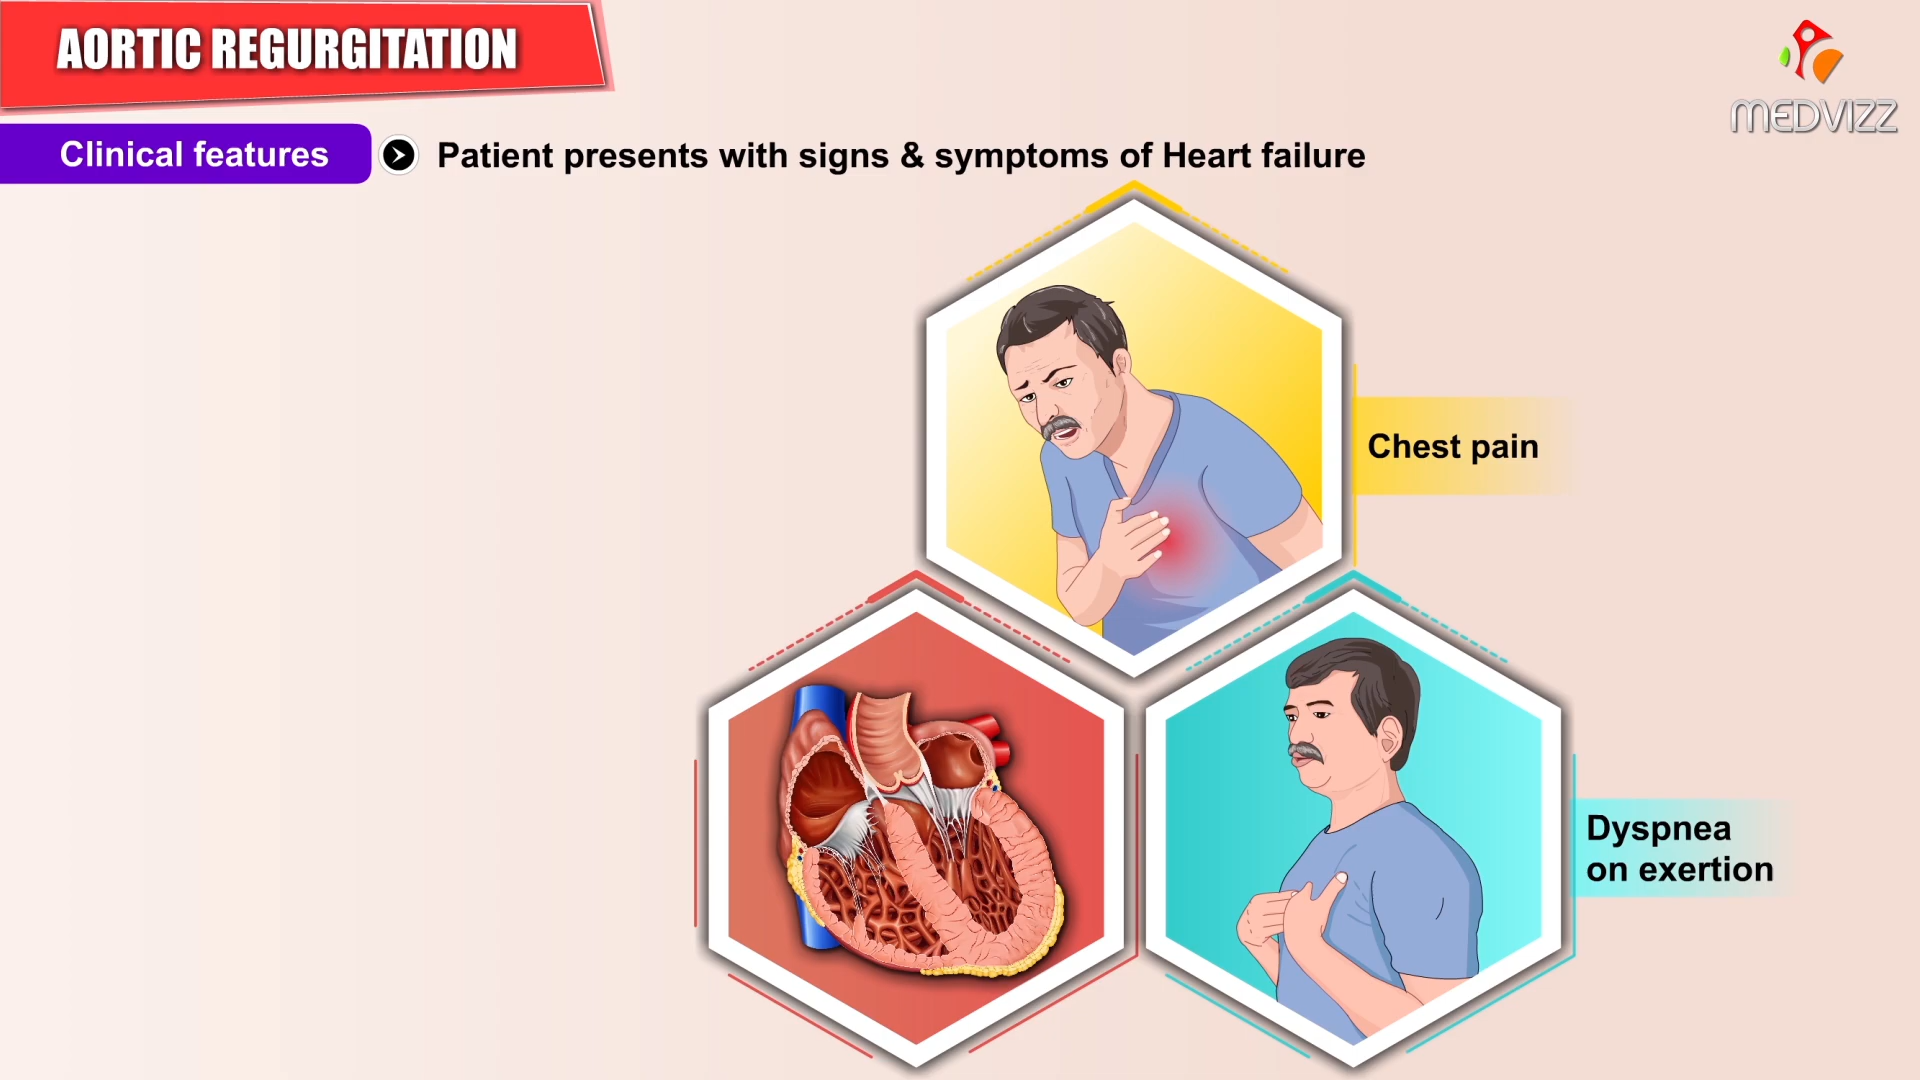 AORTIC REGURGITATION
MEDVIZZ
Clinical features
Patient presents with signs & symptoms of Heart failure
Chest pain
Dyspnea
on exertion